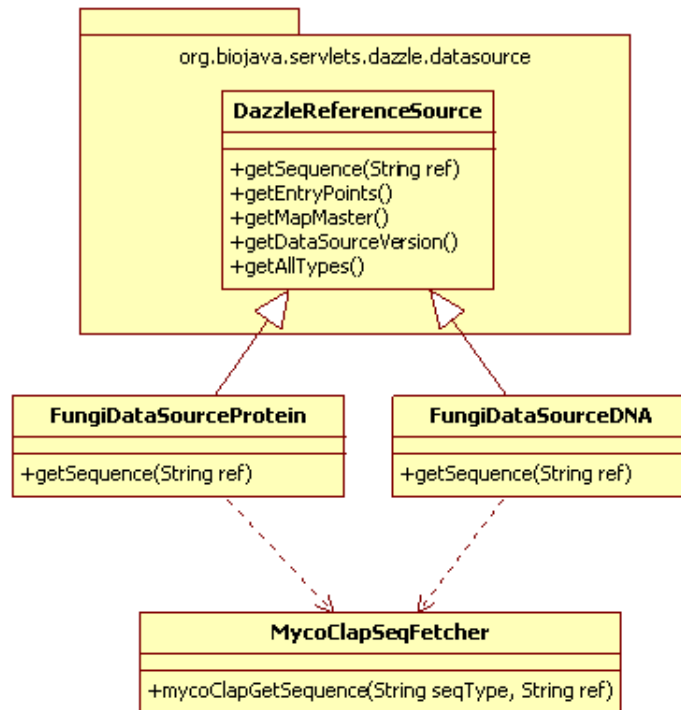 org.biojava.servlets.dazzle.datasource
DazzleReferenceSource
+getSequence(String ref)
+getEntryPoints()
+getMapMaster()
+getDataSourceVersion()
+getAllTypes()
FungiDataSourceProtein
+getSequence(String ref)
FungiDataSourceDNA
+getSequence(String ref)
MycoClapSeqFetcher
+mycoClapGetSequence(String seqType, String ref)